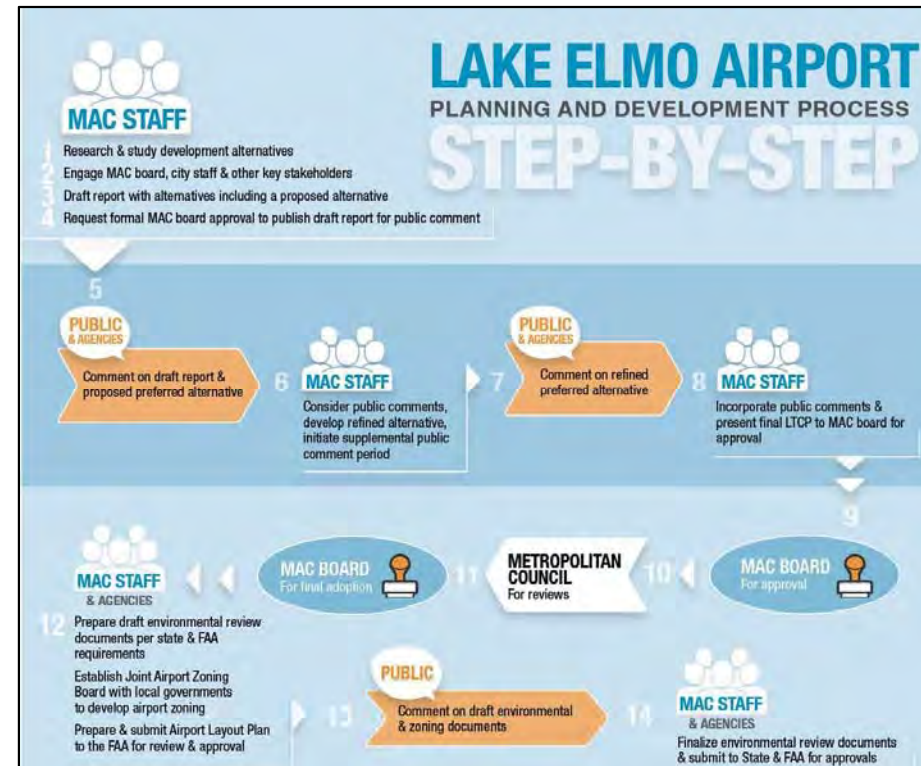 LAKE ELMO AIRPORT
PLANNING AND DEVELOPMENT PROCESS
STEP-BY-STEP
MAC STAFF
Research & study development alternatives
Engage MAC board, city staff & other key stakeholders
Draft report with alternatives including a proposed alternative
Request formal MAC board approval to publish draft report for public comment
5
PUBLIC
& AGENCIES
Comment on draft report &
proposed preferred alternative
6
MAC STAFF
Consider public comments,
develop refined alternative,
initiate supplemental public
comment period
7
PUBLIC
& AGENCIES
Comment on refined
preferred alternative
8
MAC STAFF
Incorporate public comments &
present final LTCP to MAC board for
approval
9
MAC BOARD
For approval
10
METROPOLITAN
COUNCIL
For reviews
11
MAC BOARD
For final adoption
MAC STAFF
& AGENCIES
12
Prepare draft environmental review
documents per state & FAA
requirements
Establish Joint Airport Zoning
Board with local governments
to develop airport zoning
Prepare & submit Airport Layout Plan
to the FAA for review & approval
13
PUBLIC
Comment on draft environmental
& zoning documents
14
MAC STAFF
& AGENCIES
Finalize environmental review documents
& submit to State & FAA for approvals